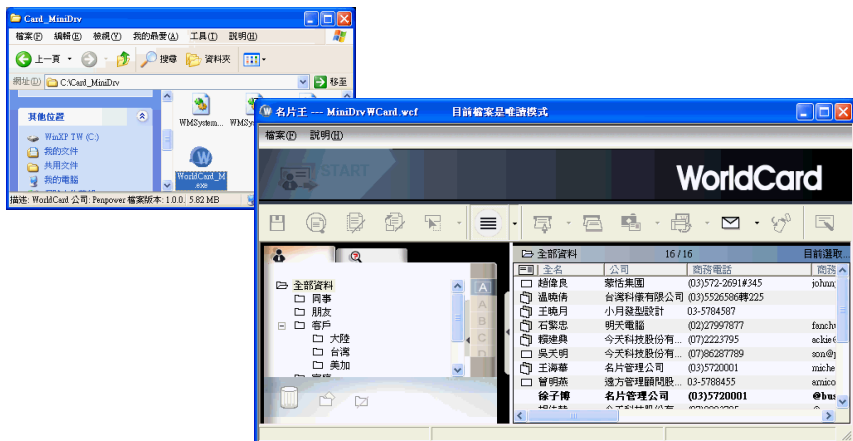 Card_MiniDrv
檔案(F) 編輯(E) 檢視(V) 我的最愛(A) 工具(T) 說明(H)
上一頁 搜尋 資料夾
網址(D) C:\Card_MiniDrv 移至
其他位置
WinXP TW (C:)
我的文件
共用文件
我的電腦
WMSystem...
WorldCard_M
.exe
描述: WorldCard 公司: Penpower 檔案版本: 1.0.0. 5.82 MB
名片王 --- MiniDrvWCard.wcf 目前檔案是唯讀模式
檔案(F) 說明(H)
START
WorldCard
全部資料
同事
朋友
客戶
大陸
台灣
美加
A
A
B
C
D
全部資料 16 / 16 目前選取...
全名 公司 商務電話 商務
趙偉良 蒙恬集團 (03)572-2691#345
溫曉倩 台灣科優有限公司 (03)5526586轉225
王曉月 小月髮型設計 03-5784587
石繁忠 明天電腦 (02)27997877
賴建興 今天科技股份有... (07)2223795
吳天明 今天科技股份有... (07)86287789 son@
王海華 名片管理公司 (03)5720001 miche
曾明燕 遠方管理顧問股... 03-5788455 amico
徐子博 名片管理公司 (03)5720001 @bus